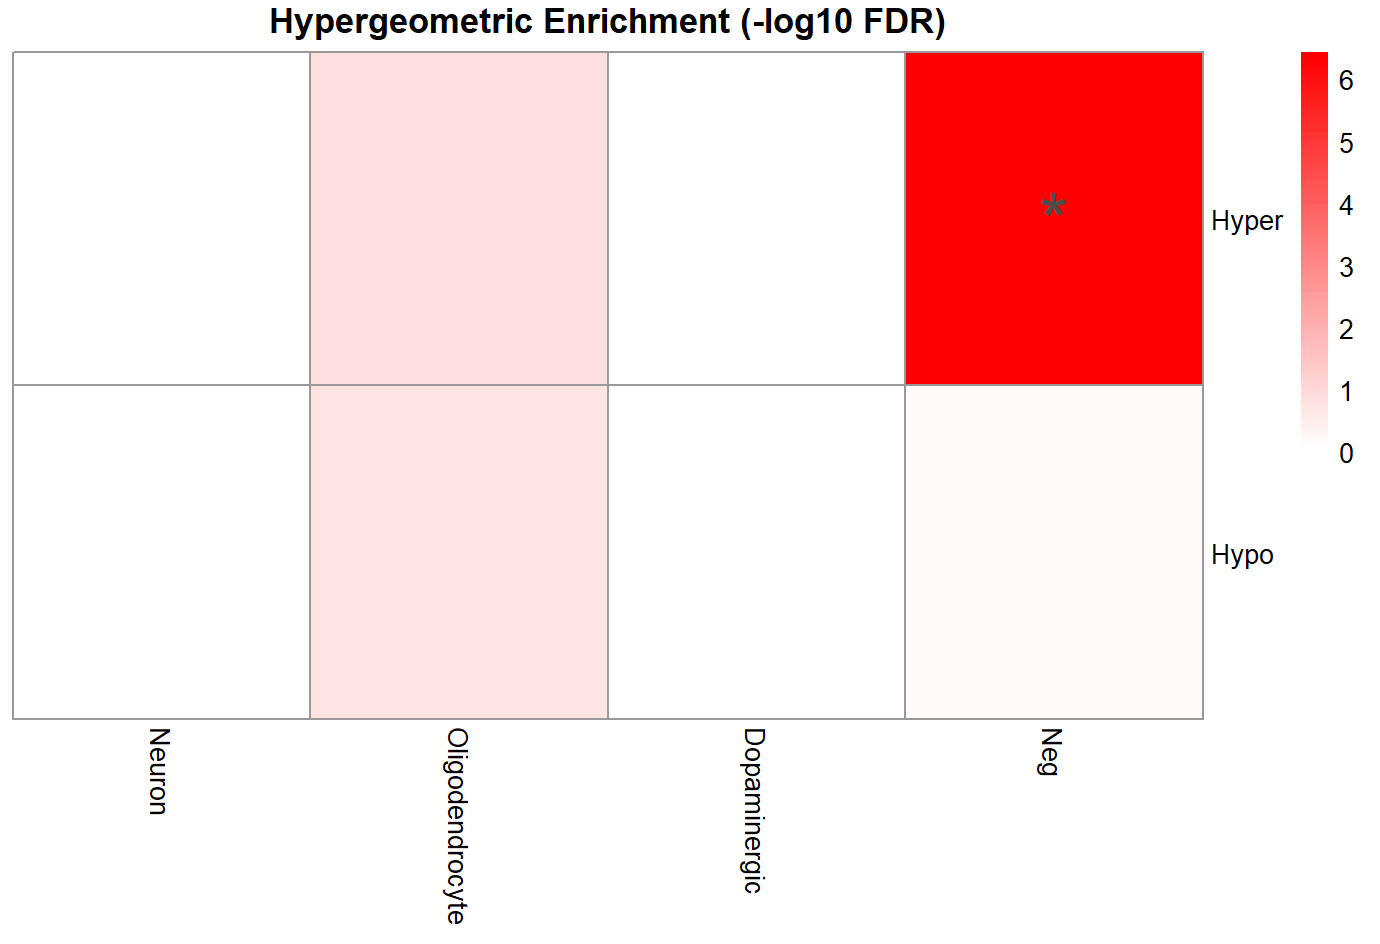 Hypergeometric Enrichment (-log10 FDR)
*
Hyper
Hypo
6
5
4
3
2
1
0
Neuron
Oligodendrocyte
Dopaminergic
Neg